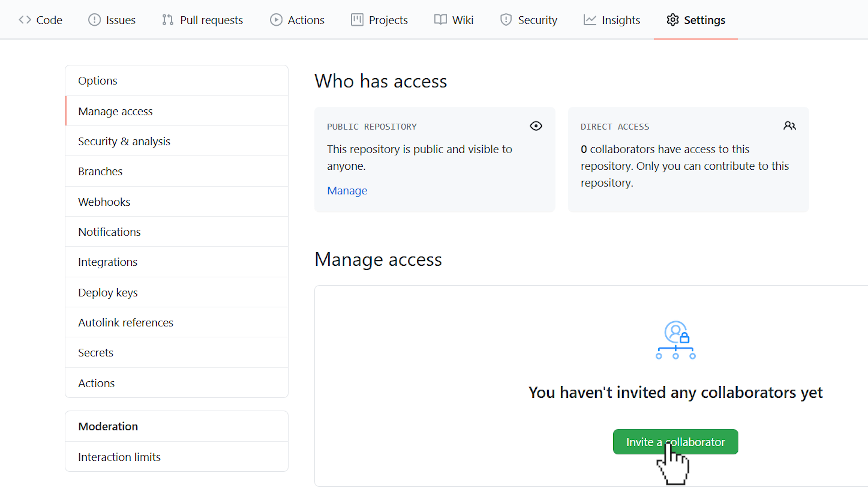 Code Issues Pull requests Actions Projects Wiki Security Insights Settings
Options
Manage access
Security & analysis
Branches
Webhooks
Notifications
Integrations
Deploy keys
Autolink references
Secrets
Actions
Moderation
Interaction limits
Who has access
PUBLIC REPOSITORY
This repository is public and visible to
anyone.
Manage
DIRECT ACCESS
0 collaborators have access to this
repository. Only you can contribute to this
repository.
Manage access
You haven't invited any collaborators yet
Invite a collaborator